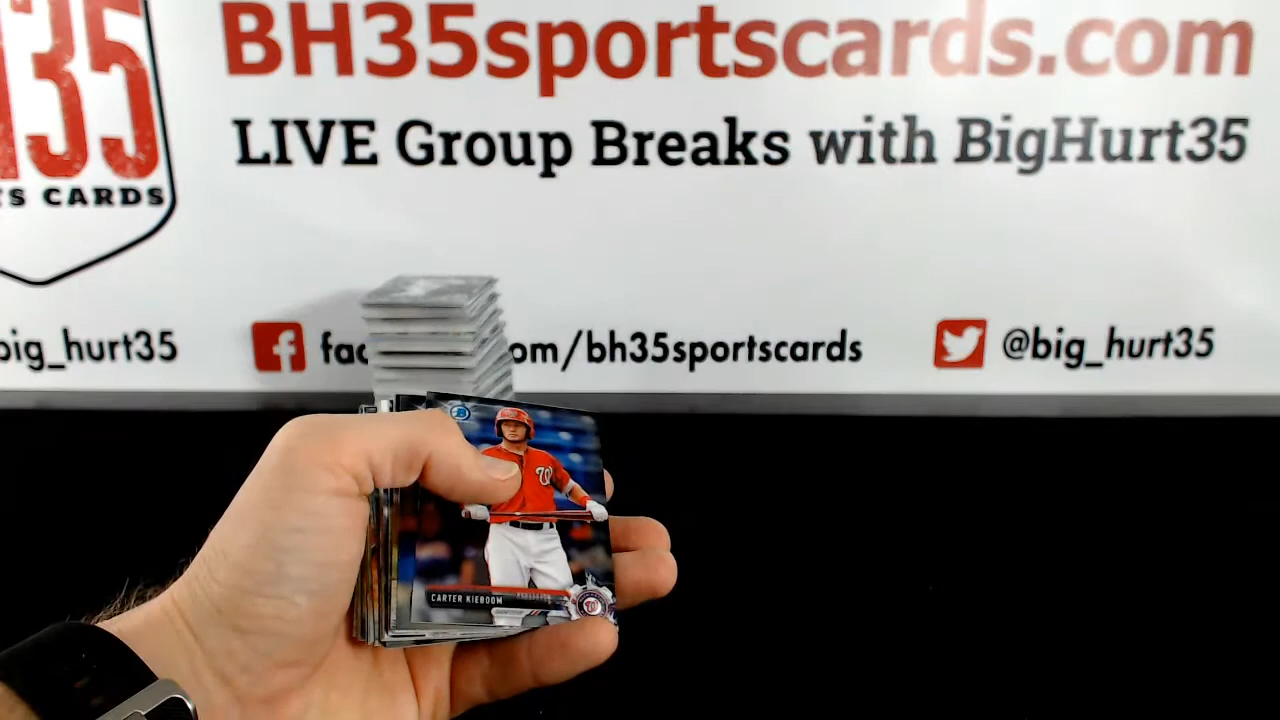 BH35sportscards.com
LIVE Group Breaks with BigHurt35
35
S CARDS
big_hurt35
fac om/bh35sportscards
@big_hurt35
W
CARTER KIEBOOM
W